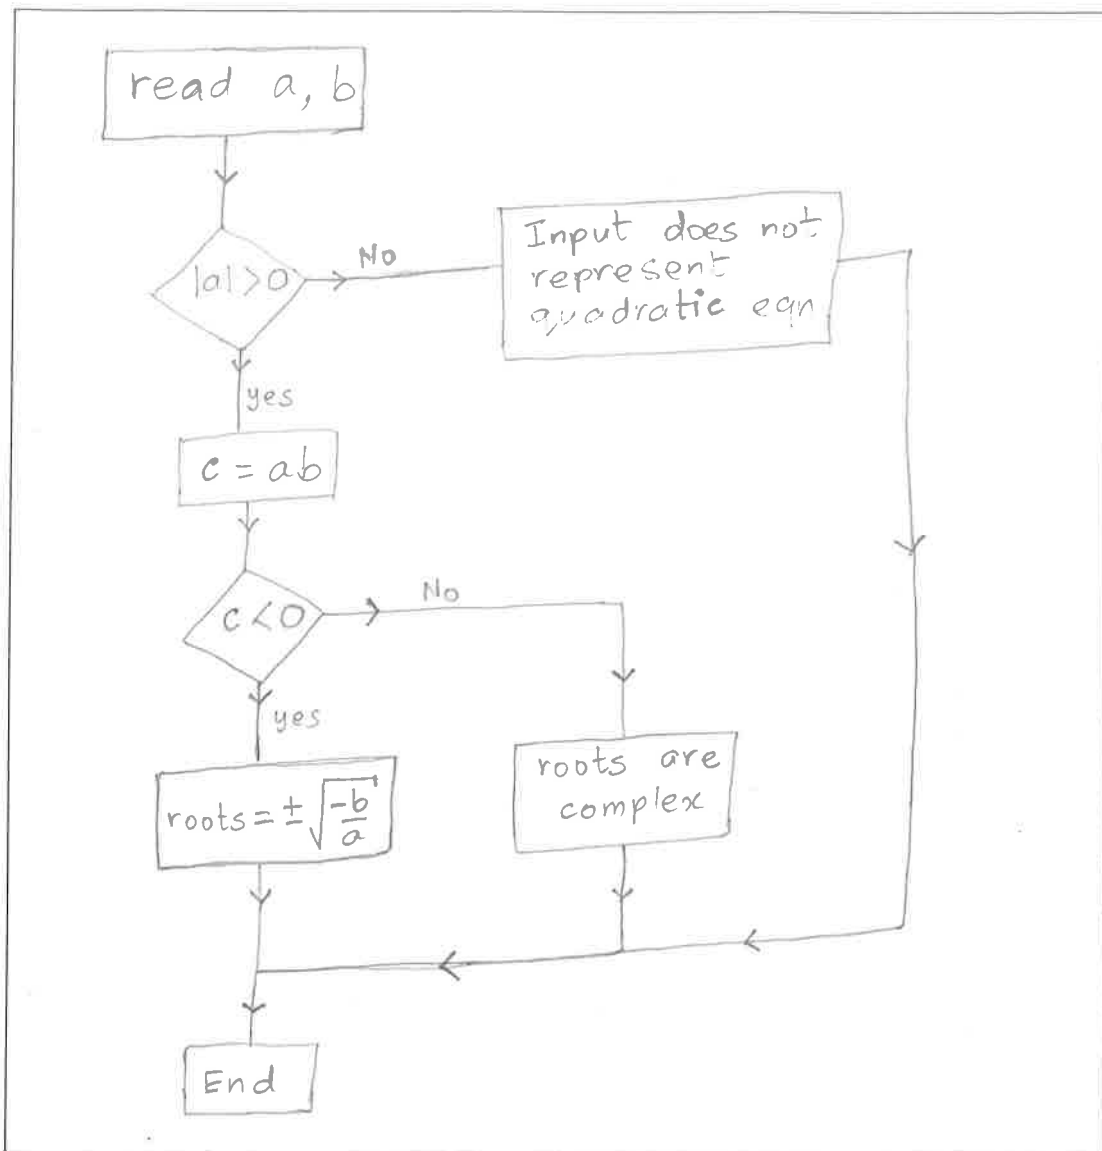 read a, b
|a| > 0
No
Input does not
represent
quadratic eqn
yes
c = ab
c < 0
No
yes
roots = ± √(-b/a)
roots are
complex
End